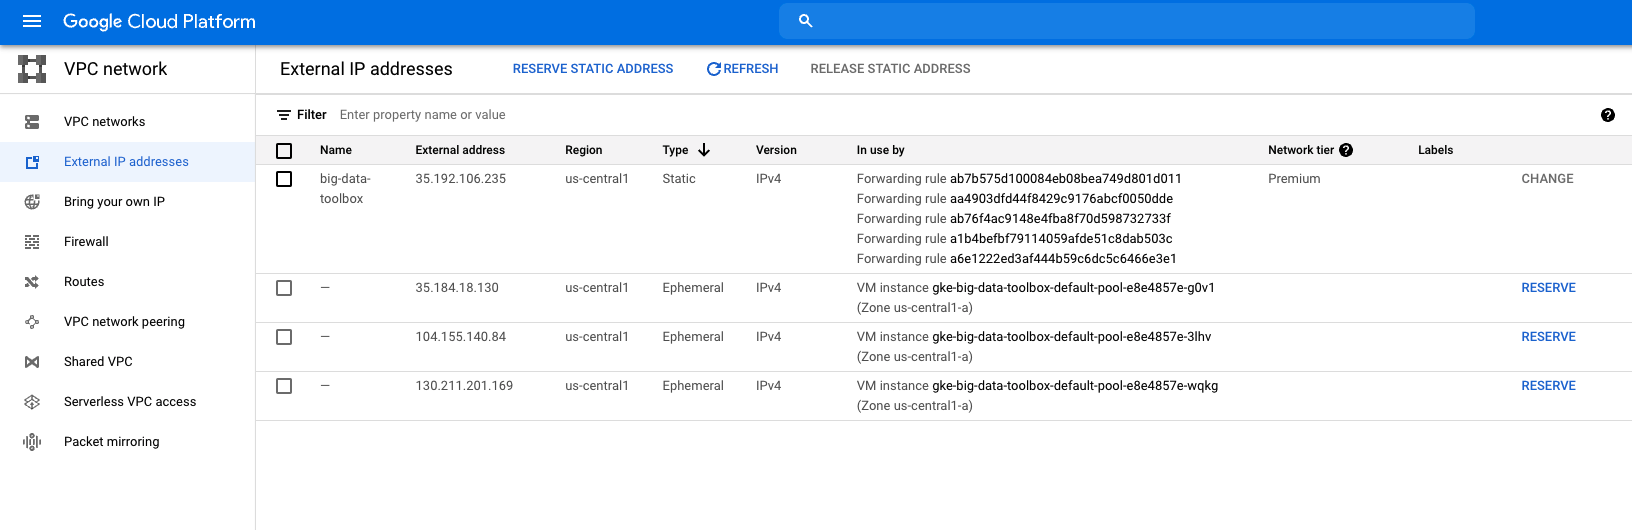 Google Cloud Platform
VPC network
External IP addresses
RESERVE STATIC ADDRESS
REFRESH
RELEASE STATIC ADDRESS
VPC networks
External IP addresses
Bring your own IP
Firewall
Routes
VPC network peering
Shared VPC
Serverless VPC access
Packet mirroring
Filter Enter property name or value
Name External address Region Type Version In use by Network tier Labels
big-data-toolbox 35.192.106.235 us-central1 Static IPv4 Forwarding rule ab7b575d100084eb08bea749d801d011 Premium CHANGE
Forwarding rule aa4903dfd44f8429c9176abcf0050dde
Forwarding rule ab76f4ac9148e4fba8f70d598732733f
Forwarding rule a1b4befbf79114059afde51c8dab503c
Forwarding rule a6e1222ed3af444b59c6dc5c6466e3e1
— 35.184.18.130 us-central1 Ephemeral IPv4 VM instance gke-big-data-toolbox-default-pool-e8e4857e-g0v1 RESERVE
(Zone us-central1-a)
— 104.155.140.84 us-central1 Ephemeral IPv4 VM instance gke-big-data-toolbox-default-pool-e8e4857e-3lhv RESERVE
(Zone us-central1-a)
— 130.211.201.169 us-central1 Ephemeral IPv4 VM instance gke-big-data-toolbox-default-pool-e8e4857e-wqkg RESERVE
(Zone us-central1-a)